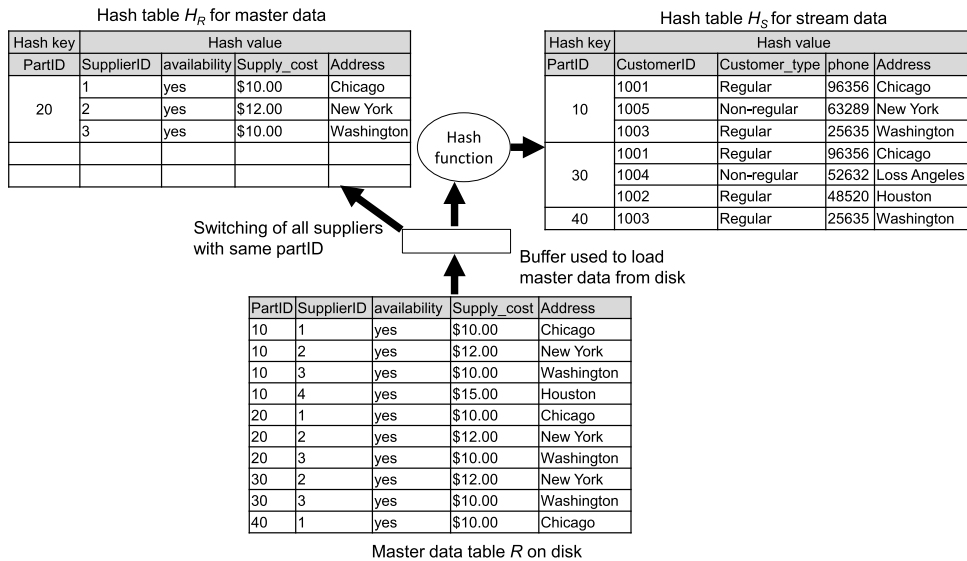 Hash table H_R for master data
Hash key Hash value
PartID SupplierID availability Supply_cost Address
1 yes $10.00 Chicago
20 2 yes $12.00 New York
3 yes $10.00 Washington
Hash table H_S for stream data
Hash key Hash value
PartID CustomerID Customer_type phone Address
1001 Regular 96356 Chicago
10 1005 Non-regular 63289 New York
1003 Regular 25635 Washington
1001 Regular 96356 Chicago
30 1004 Non-regular 52632 Loss Angeles
1002 Regular 48520 Houston
40 1003 Regular 25635 Washington
Hash
function
Switching of all suppliers
with same partID
Buffer used to load
master data from disk
PartID SupplierID availability Supply_cost Address
10 1 yes $10.00 Chicago
10 2 yes $12.00 New York
10 3 yes $10.00 Washington
10 4 yes $15.00 Houston
20 1 yes $10.00 Chicago
20 2 yes $12.00 New York
20 3 yes $10.00 Washington
30 2 yes $12.00 New York
30 3 yes $10.00 Washington
40 1 yes $10.00 Chicago
Master data table R on disk